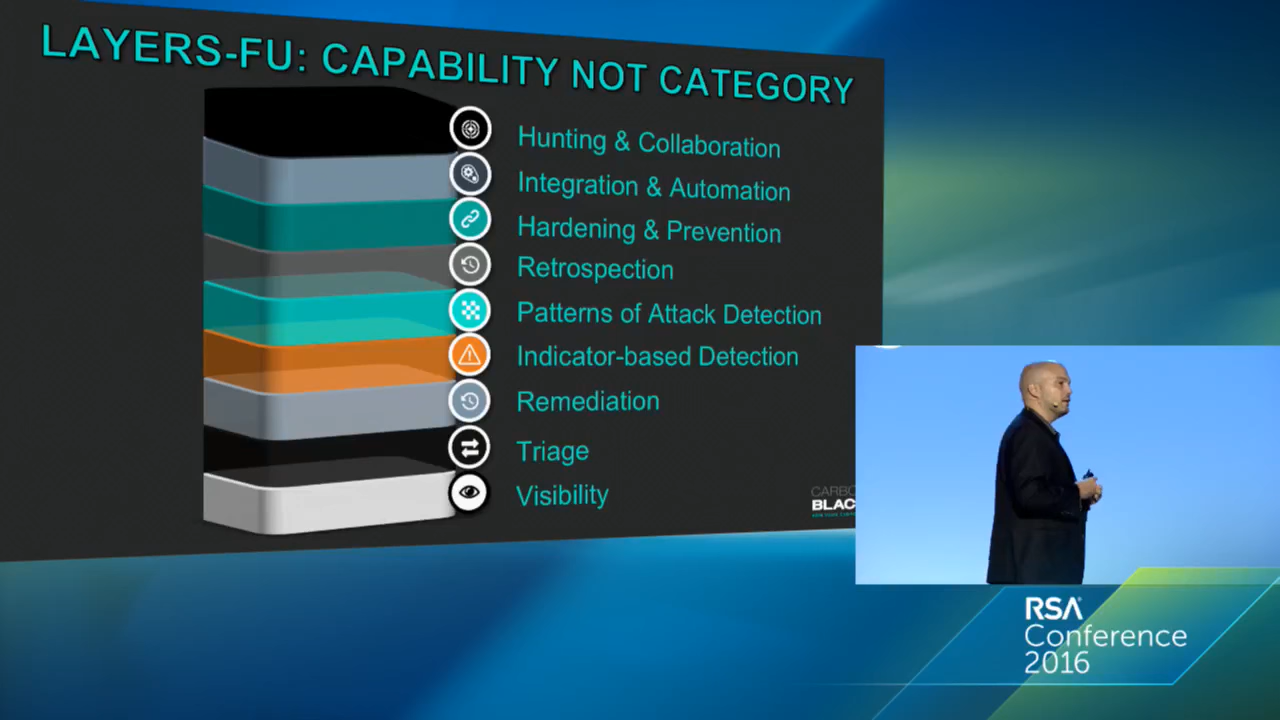 LAYERS-FU: CAPABILITY NOT CATEGORY
Hunting & Collaboration
Integration & Automation
Hardening & Prevention
Retrospection
Patterns of Attack Detection
Indicator-based Detection
Remediation
Triage
Visibility
RSA
Conference
2016